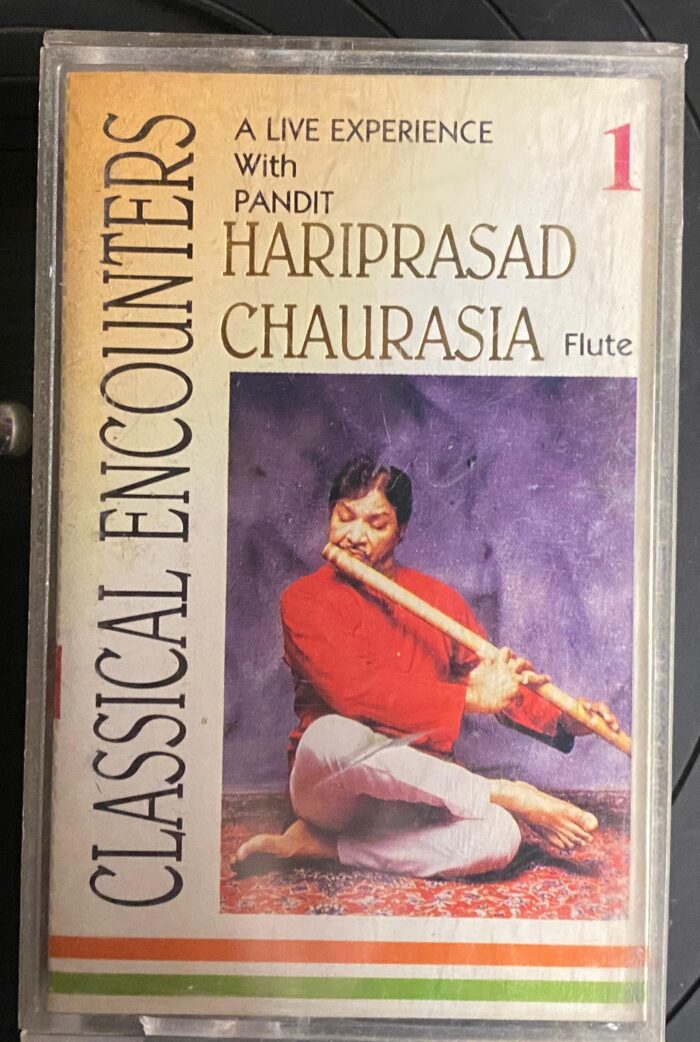 CLASSICAL ENCOUNTERS
A LIVE EXPERIENCE
With
PANDIT
HARIPRASAD
CHAURASIA Flute
1